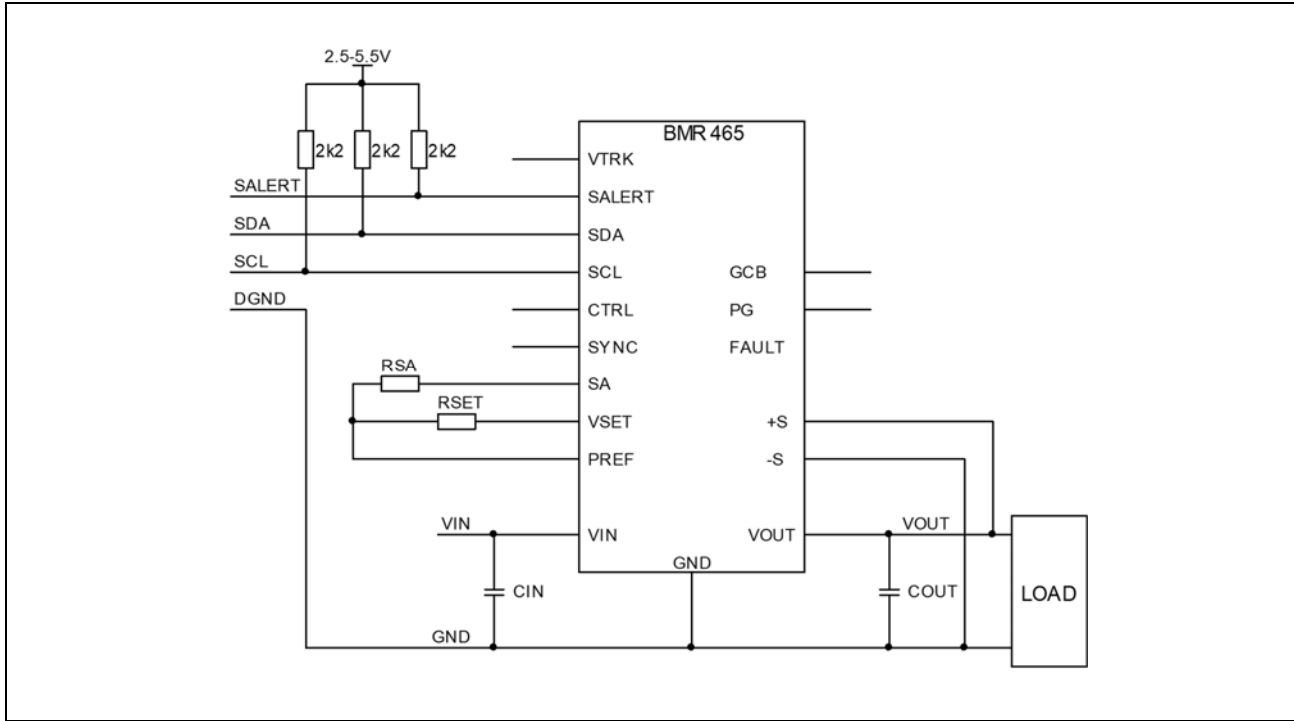 2.5-5.5V
BMR 465
2k2 2k2 2k2
VTRK
SALERT SALERT
SDA SDA
SCL SCL GCB
DGND CTRL PG
SYNC FAULT
RSA SA
RSET VSET +S
PREF -S
VIN VIN VOUT VOUT
GND
CIN COUT LOAD
GND